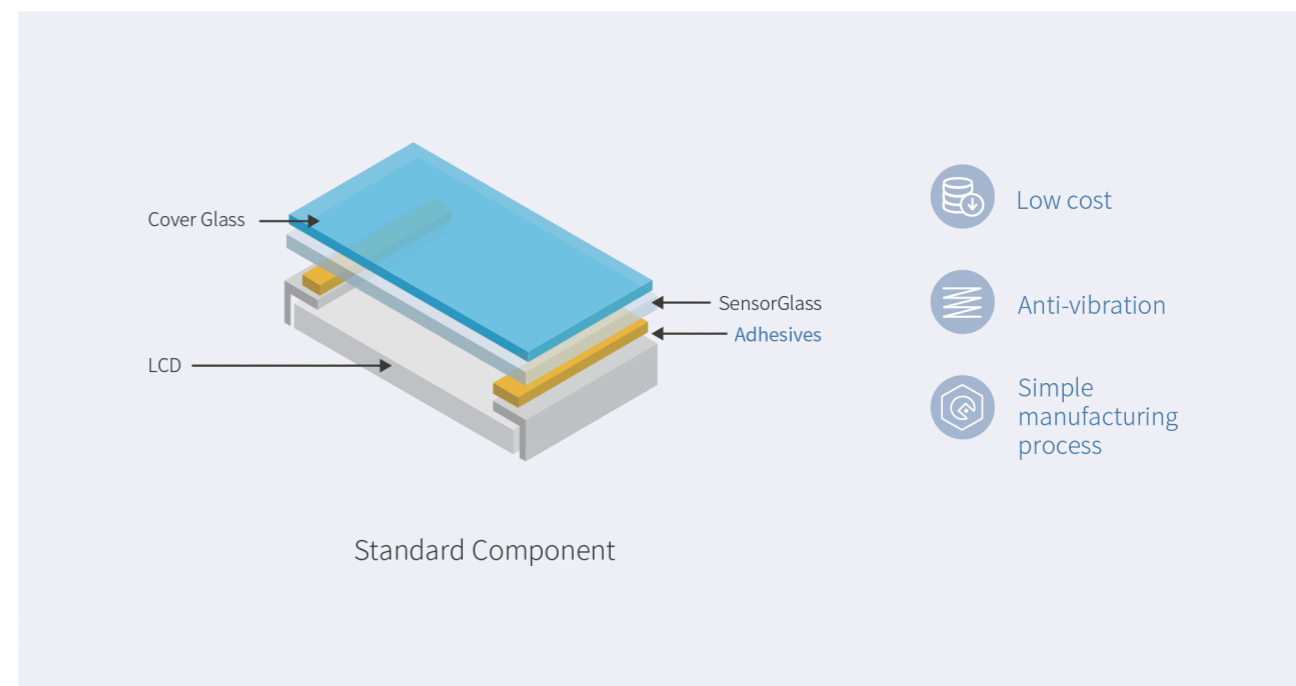 Cover Glass
SensorGlass
Adhesives
LCD
Standard Component
Low cost
Anti-vibration
Simple
manufacturing
process